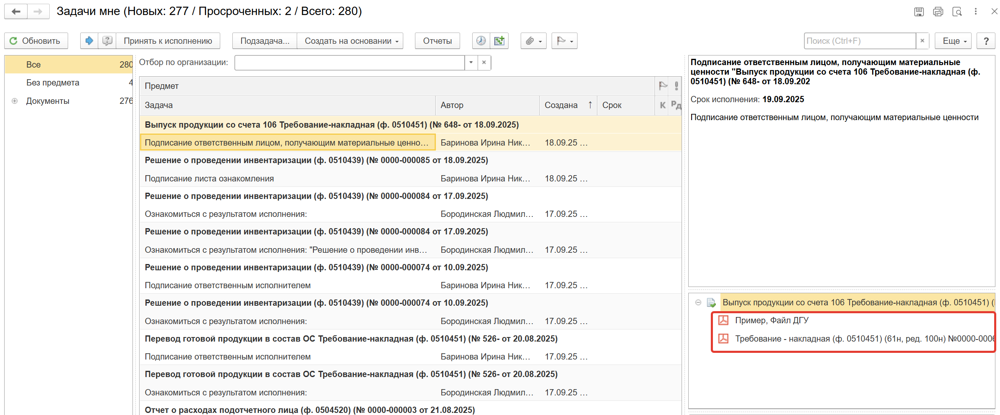 Задачи мне (Новых: 277 / Просроченных: 2 / Всего: 280)
Обновить
Принять к исполнению
Подзадача...
Создать на основании
Отчеты
Поиск (Ctrl+F)
×
Еще
?
Все 280
Без предмета 4
Документы 276
Отбор по организации:
×
Предмет
Задача Автор Создана ↑ Срок К Рд
Выпуск продукции со счета 106 Требование-накладная (ф. 0510451) (№ 648- от 18.09.2025)
Подписание ответственным лицом, получающим материальные ценно... Баринова Ирина Ник... 18.09.25 ...
Решение о проведении инвентаризации (ф. 0510439) (№ 0000-000085 от 18.09.2025)
Подписание листа ознакомления Баринова Ирина Ник... 18.09.25 ...
Решение о проведении инвентаризации (ф. 0510439) (№ 0000-000084 от 17.09.2025)
Ознакомиться с результатом исполнения: Бородинская Людмил... 17.09.25 ...
Решение о проведении инвентаризации (ф. 0510439) (№ 0000-000084 от 17.09.2025)
Ознакомиться с результатом исполнения: "Решение о проведении инв... Бородинская Людмил... 17.09.25 ...
Решение о проведении инвентаризации (ф. 0510439) (№ 0000-000074 от 10.09.2025)
Подписание ответственным исполнителем Баринова Ирина Ник... 17.09.25 ...
Решение о проведении инвентаризации (ф. 0510439) (№ 0000-000074 от 10.09.2025)
Ознакомиться с результатом исполнения: Бородинская Людмил... 17.09.25 ...
Перевод готовой продукции в состав ОС Требование-накладная (ф. 0510451) (№ 526- от 20.08.2025)
Подписание ответственным исполнителем Баринова Ирина Ник... 17.09.25 ...
Перевод готовой продукции в состав ОС Требование-накладная (ф. 0510451) (№ 526- от 20.08.2025)
Ознакомиться с результатом исполнения: Бородинская Людмил... 17.09.25 ...
Отчет о расходах подотчетного лица (ф. 0504520) (№ 0000-000003 от 21.08.2025)
Подписание ответственным лицом, получающим материальные
ценности "Выпуск продукции со счета 106 Требование-накладная (ф.
0510451) (№ 648- от 18.09.202
Срок исполнения: 19.09.2025
Подписание ответственным лицом, получающим материальные ценности
Выпуск продукции со счета 106 Требование-накладная (ф. 0510451) (
Пример, Файл ДГУ
Требование - накладная (ф. 0510451) (61н, ред. 100н) №0000-0006